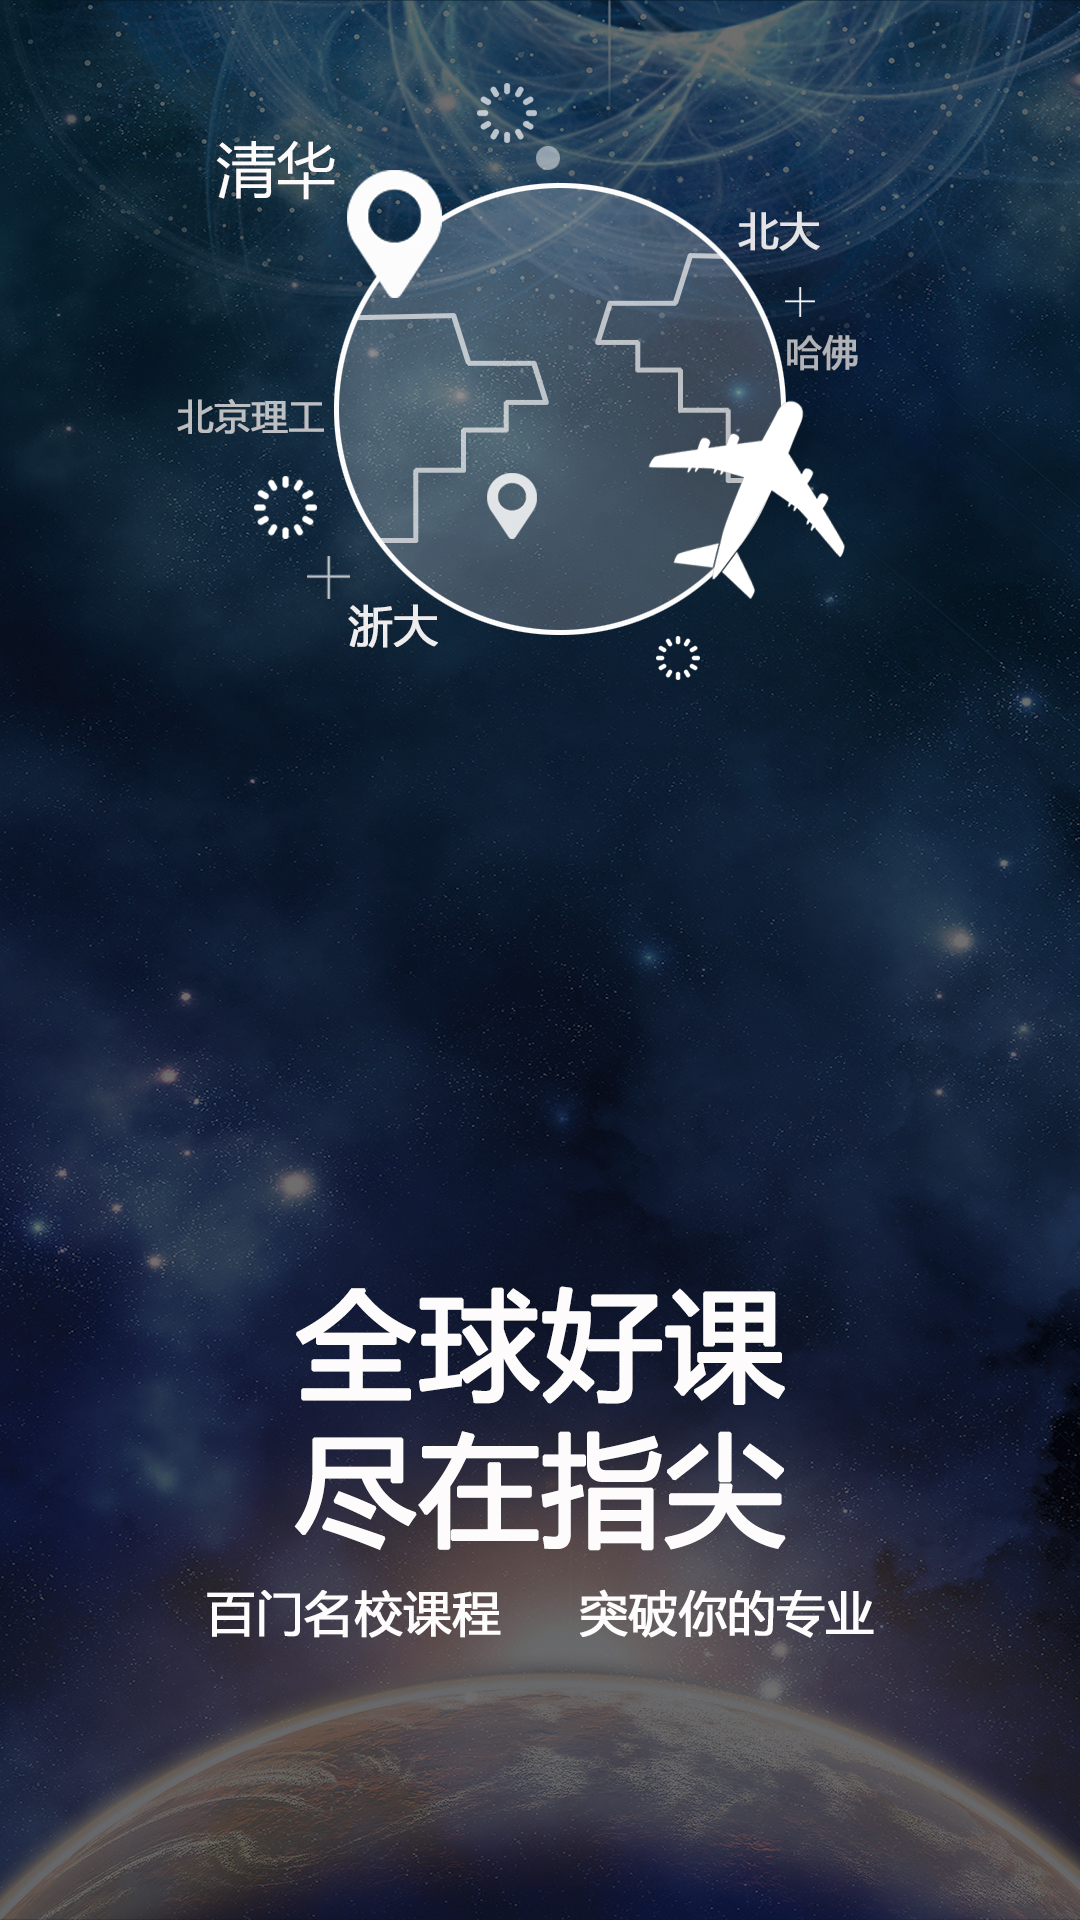 清华
北大
哈佛
北京理工
浙大
全球好课
尽在指尖
百门名校课程 突破你的专业